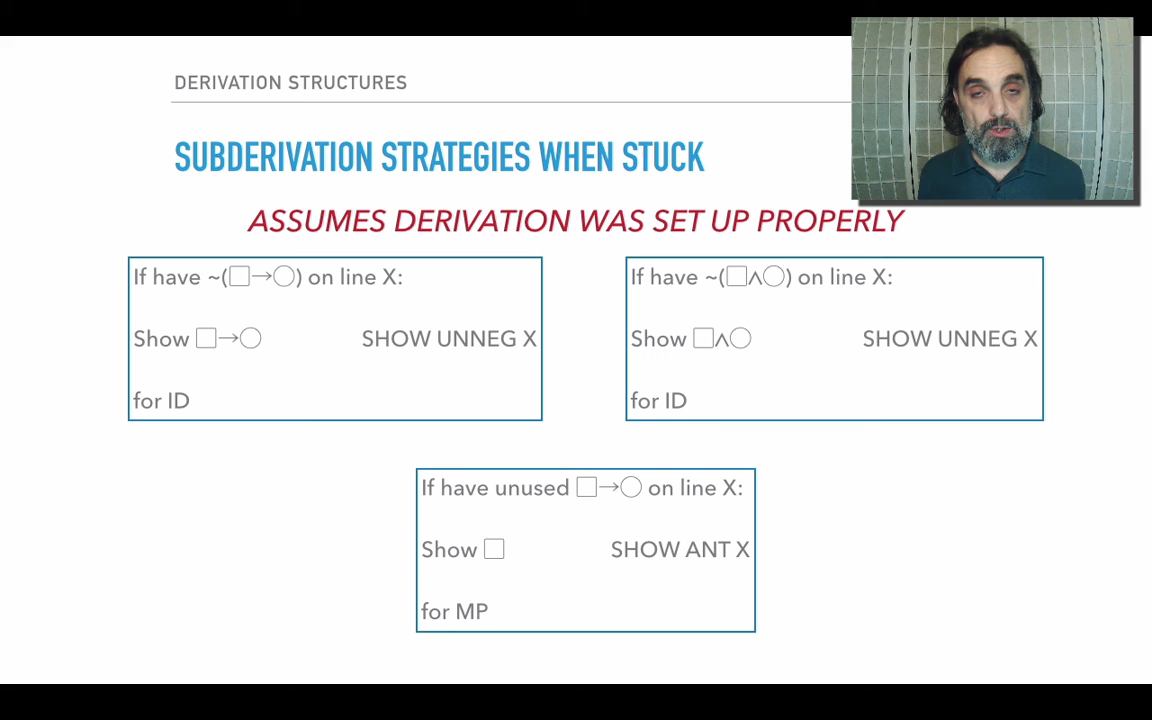 DERIVATION STRUCTURES
SUBDERIVATION STRATEGIES WHEN STUCK
ASSUMES DERIVATION WAS SET UP PROPERLY
If have ~(□→○) on line X:
Show □→○ SHOW UNNEG X
for ID
If have ~(□∧○) on line X:
Show □∧○ SHOW UNNEG X
for ID
If have unused □→○ on line X:
Show □ SHOW ANT X
for MP